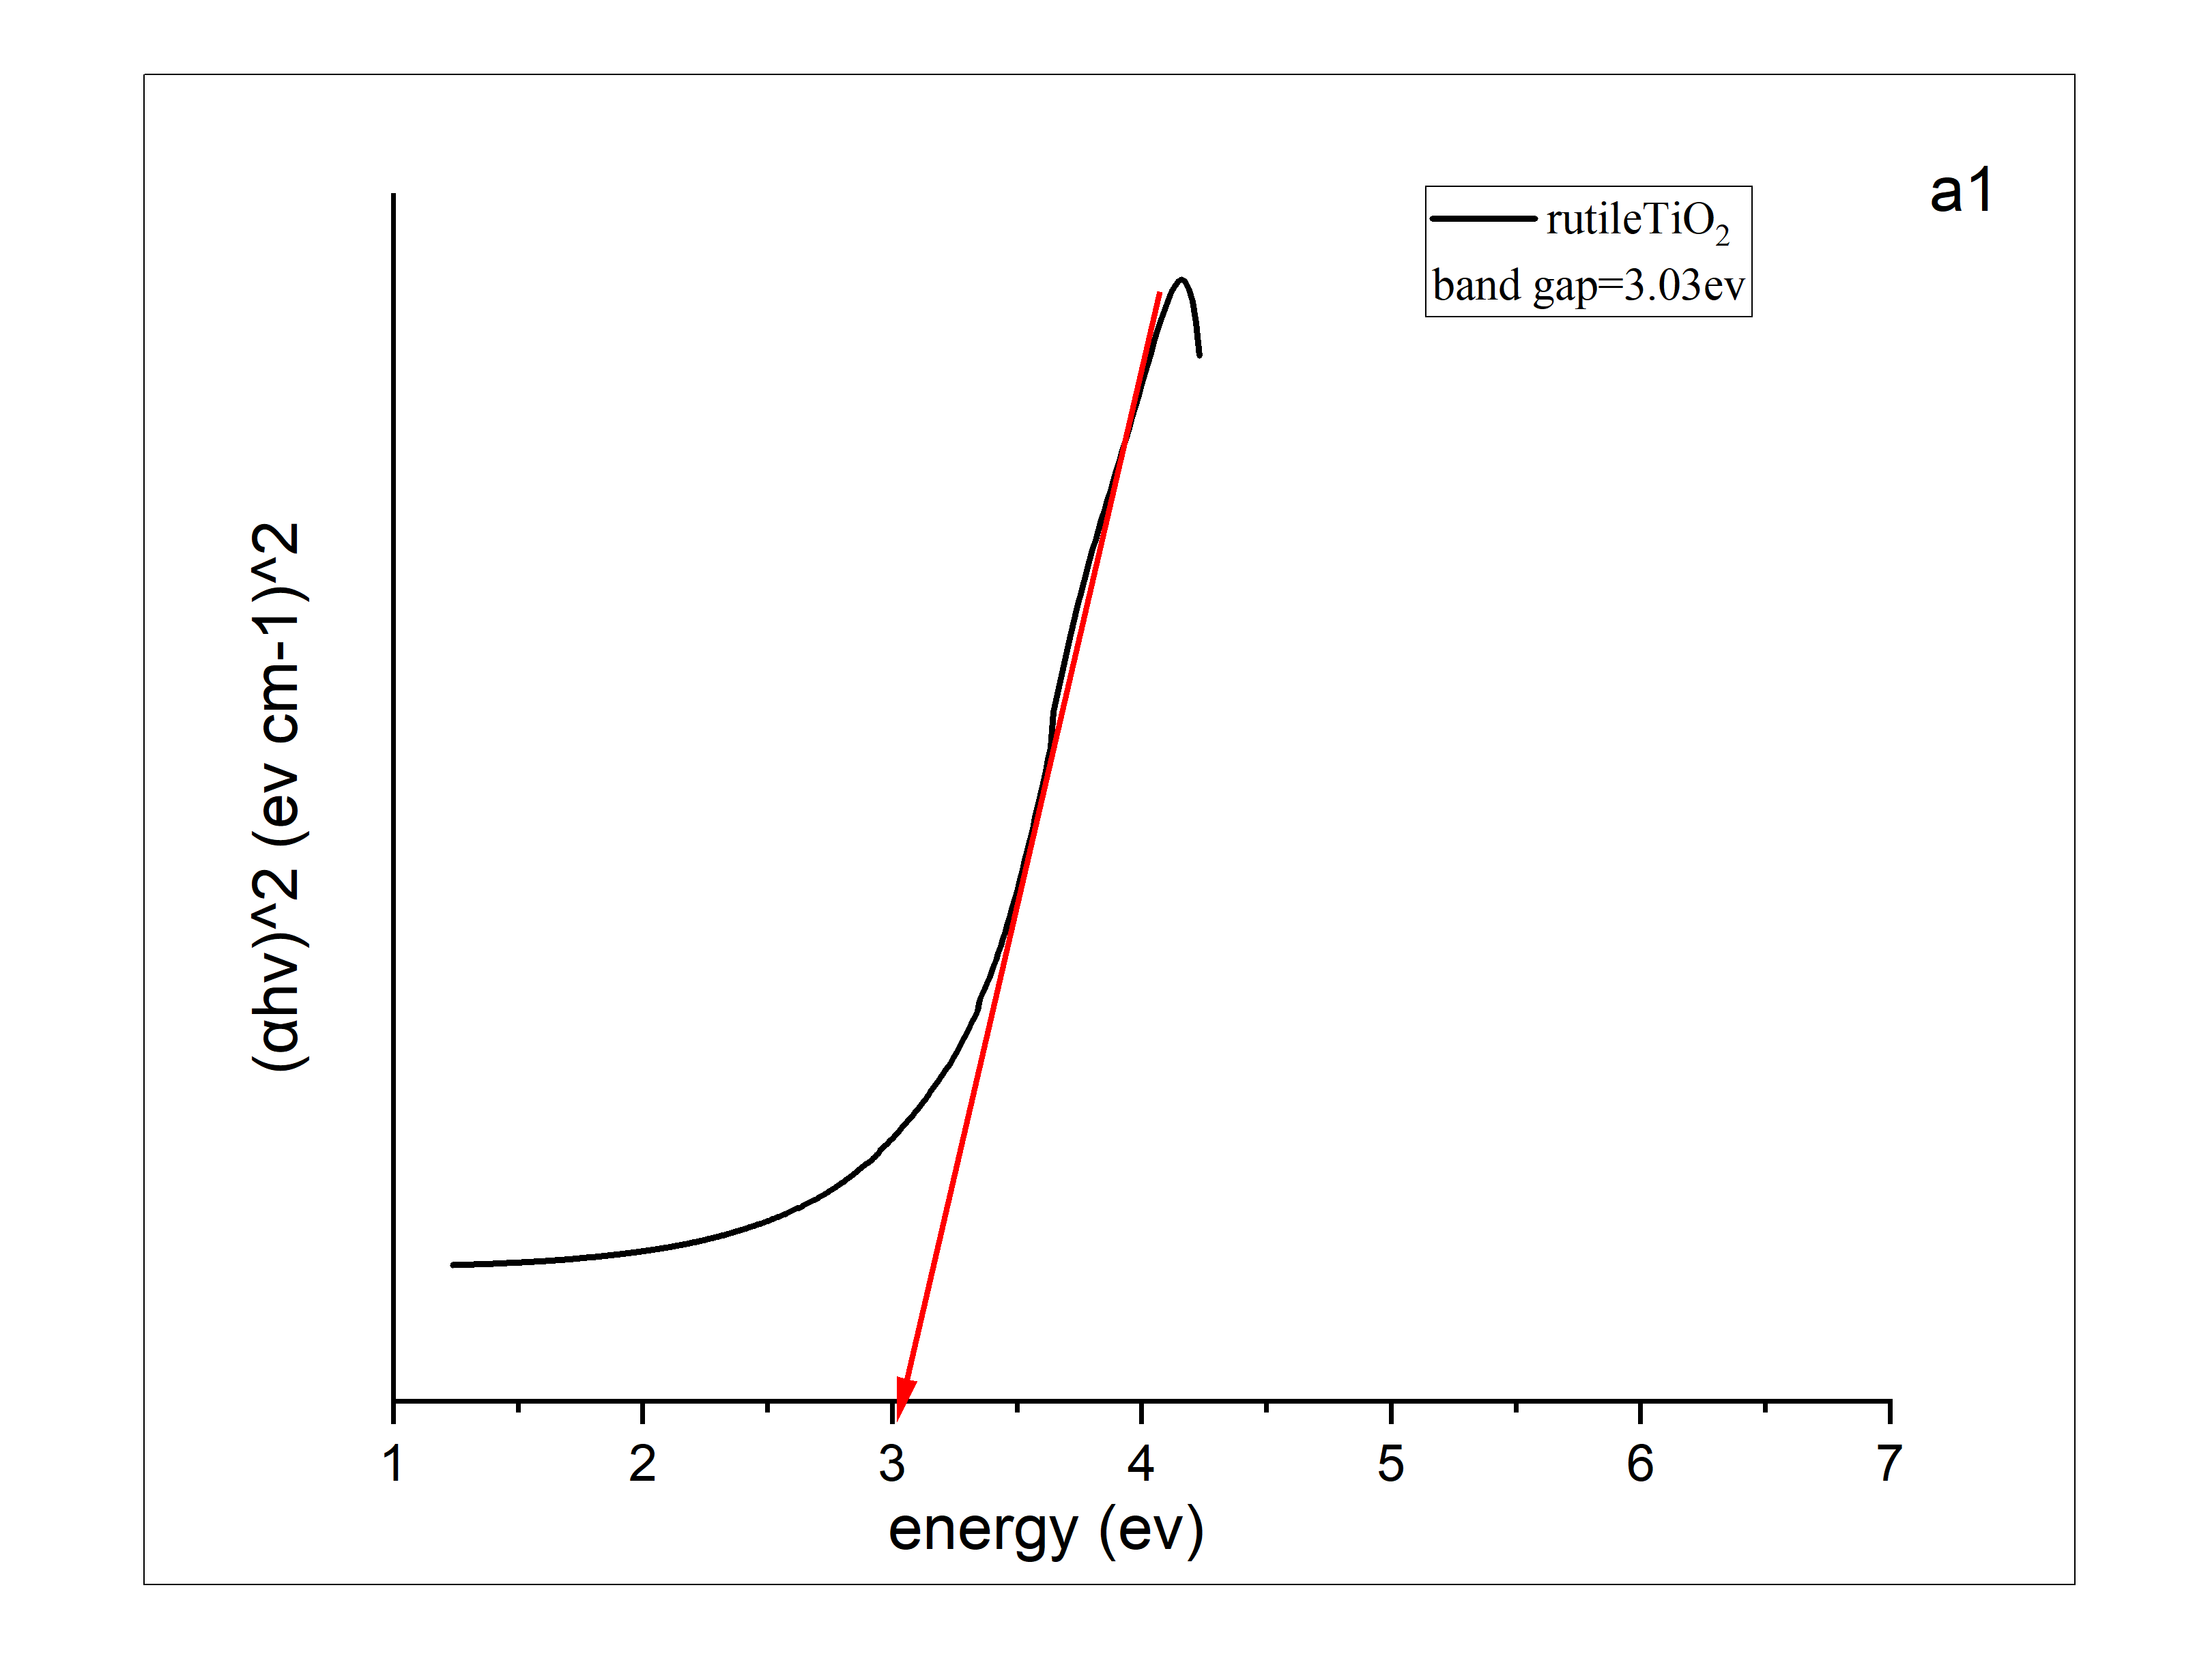 a1
rutileTiO₂
band gap=3.03ev
(αhv)^2 (ev cm-1)^2
1 2 3 4 5 6 7
energy (ev)